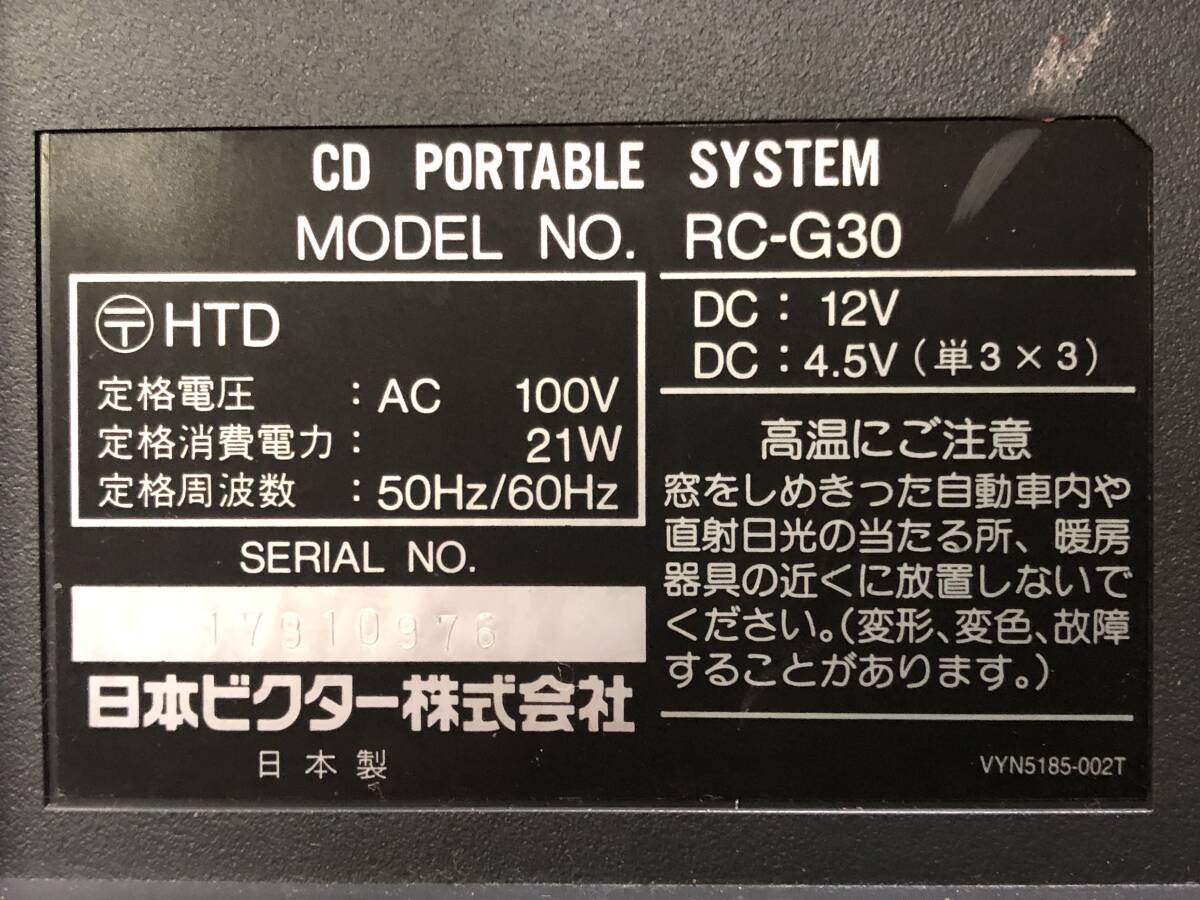 CD PORTABLE SYSTEM
MODEL NO. RC-G30
〶HTD
定格電圧 : AC 100V
定格消費電力 : 21W
定格周波数 : 50Hz/60Hz
SERIAL NO.
17910976
日本ビクター株式会社
日本製
DC : 12V
DC : 4.5V (単3×3)
高温にご注意
窓をしめきった自動車内や
直射日光の当たる所、暖房
器具の近くに放置しないで
ください。(変形、変色、故障
することがあります。)
VYN5185-002T